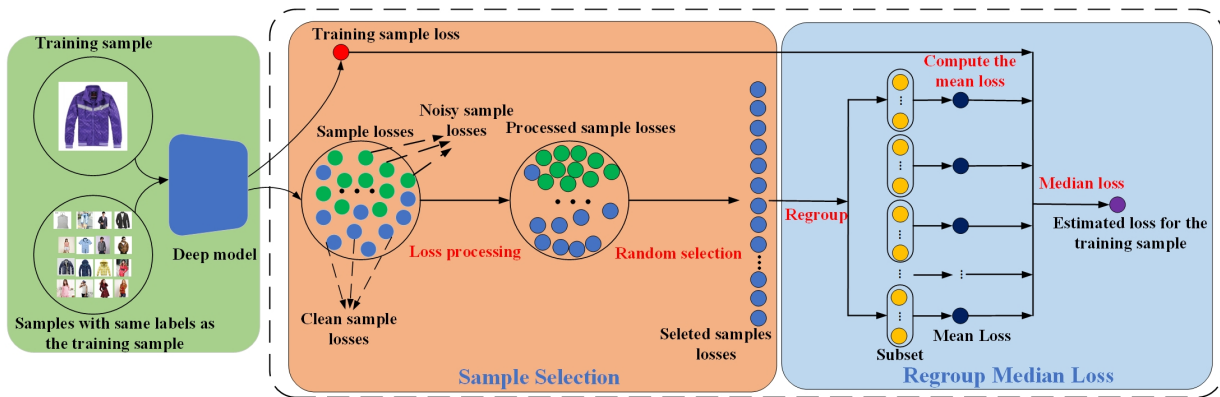 Training sample
Samples with same labels as
the training sample
Deep model
Training sample loss
Sample losses
Noisy sample
losses
Processed sample losses
Loss processing
Random selection
Clean sample
losses
Seleted samples
losses
Sample Selection
Regroup
Compute the
mean loss
Subset
Mean Loss
Median loss
Estimated loss for the
training sample
Regroup Median Loss